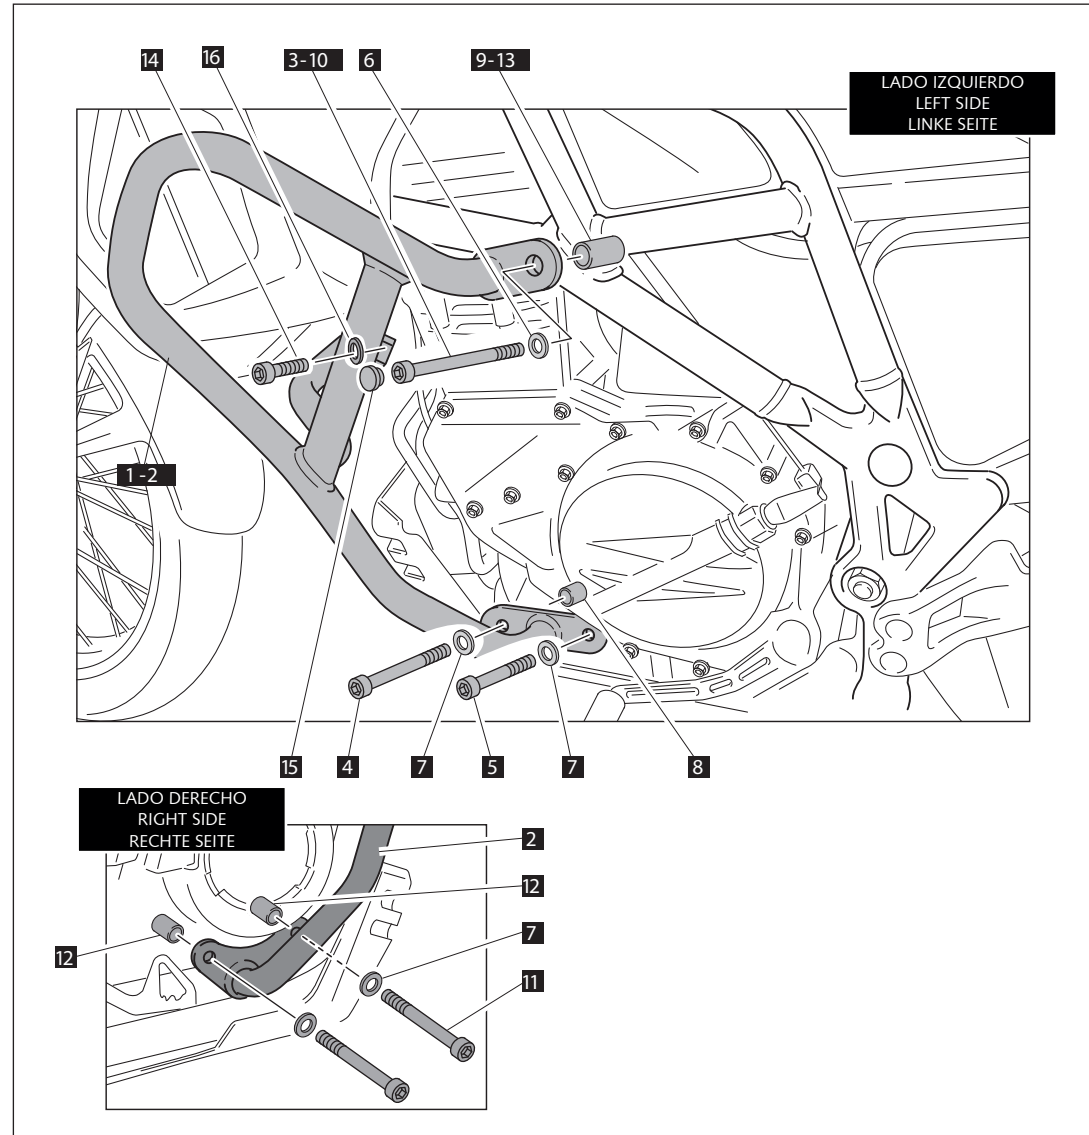 14 16 3-10 6 9-13
LADO IZQUIERDO
LEFT SIDE
LINKE SEITE
1-2
15 4 7 5 7 8
LADO DERECHO
RIGHT SIDE
RECHTE SEITE
2
12
7
12
11